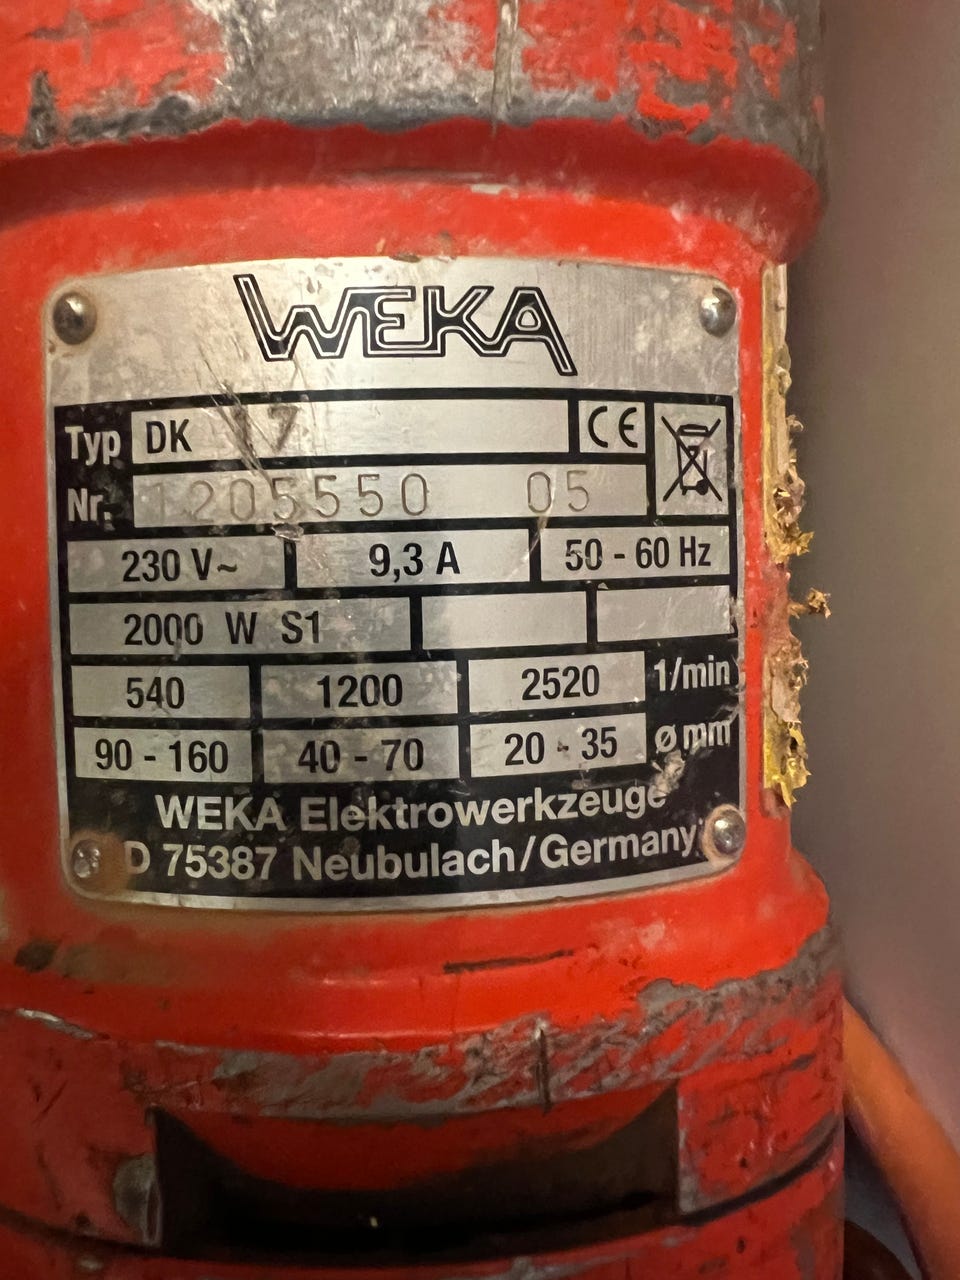 WEKA
Typ DK 17 CE
Nr. 1205550 05
230 V~ 9,3 A 50 - 60 Hz
2000 W S1
540 1200 2520 1/min
90 - 160 40 - 70 20 - 35 ø mm
WEKA Elektrowerkzeuge
D 75387 Neubulach/Germany